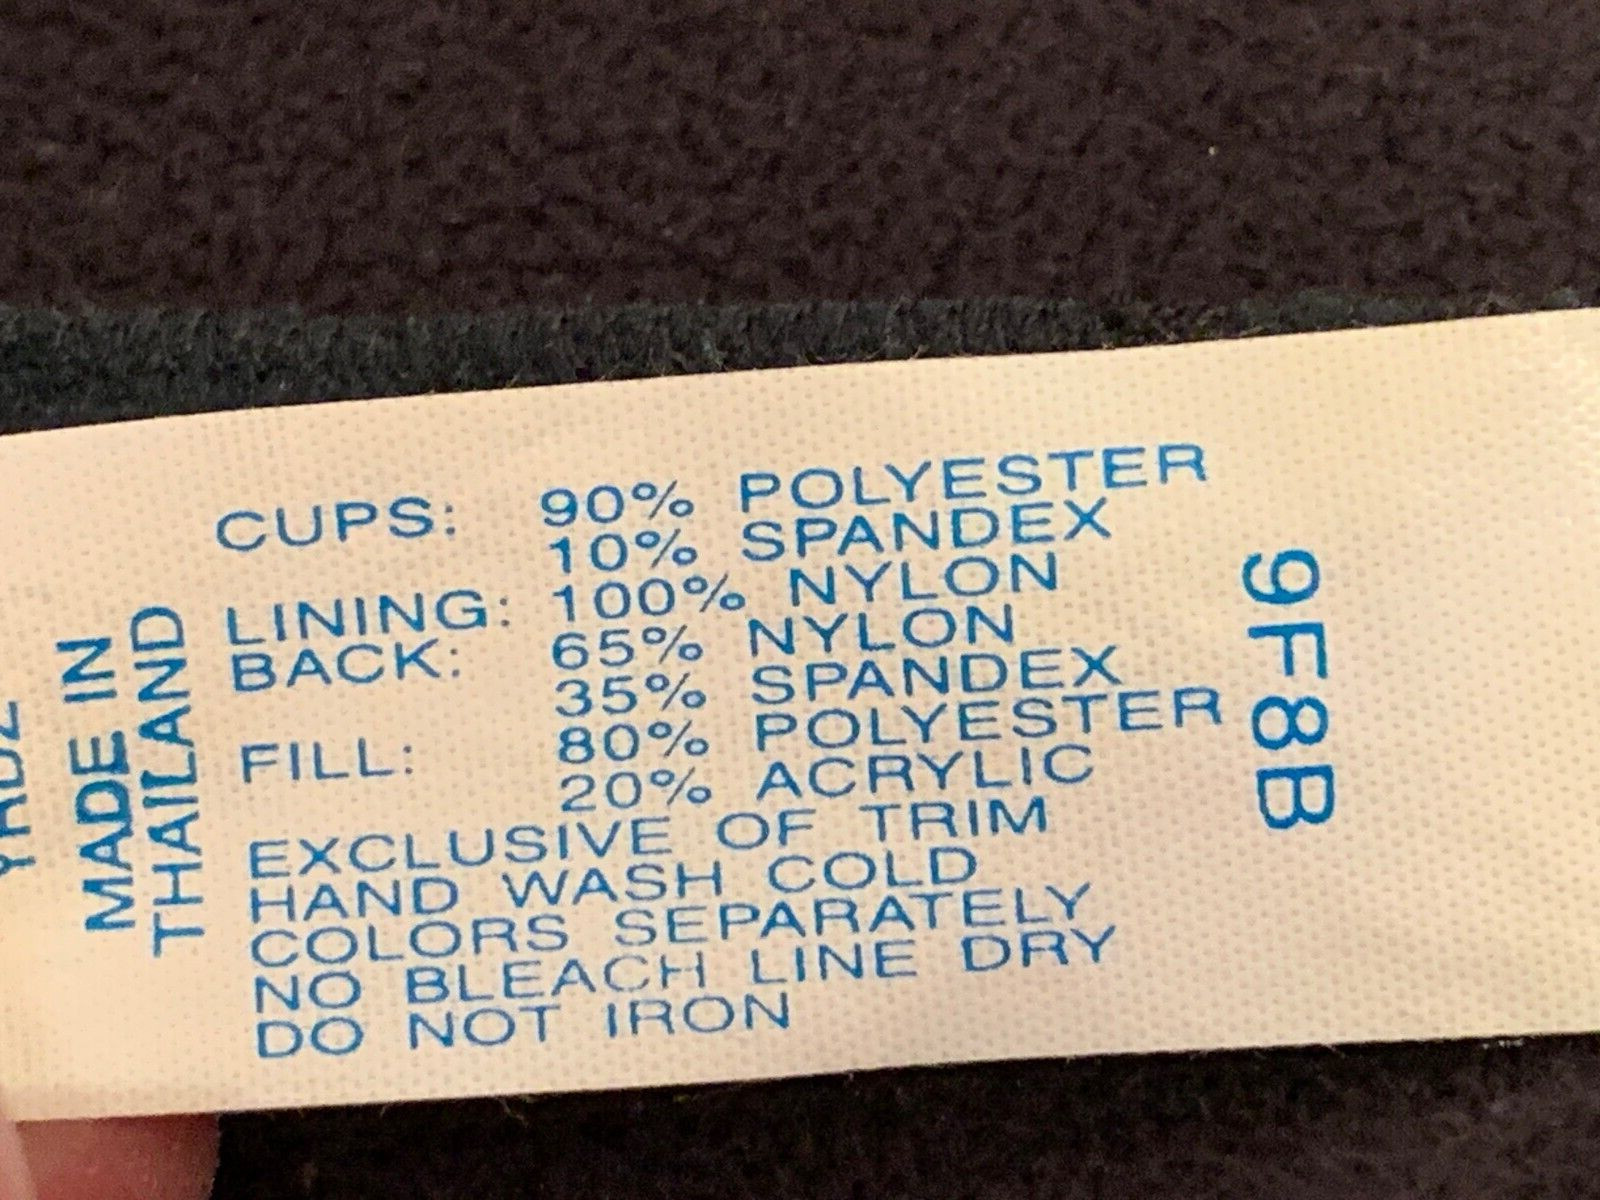 MADE IN
THAILAND
CUPS: 90% POLYESTER
10% SPANDEX
LINING: 100% NYLON
BACK: 65% NYLON
35% SPANDEX
FILL: 80% POLYESTER
20% ACRYLIC
EXCLUSIVE OF TRIM
HAND WASH COLD
COLORS SEPARATELY
NO BLEACH LINE DRY
DO NOT IRON
9F8B